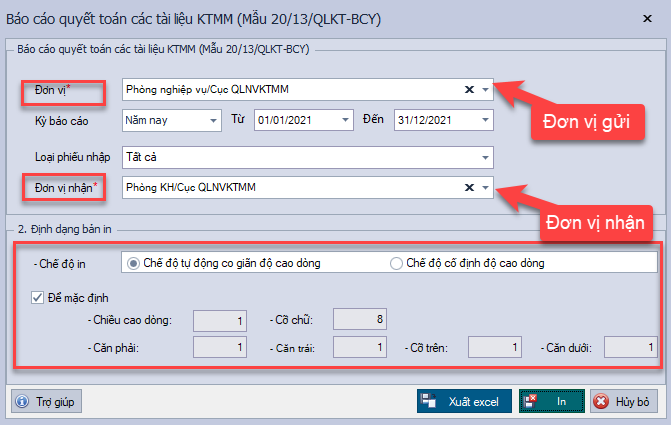 Báo cáo quyết toán các tài liệu KTMM (Mẫu 20/13/QLKT-BCY)
Báo cáo quyết toán các tài liệu KTMM (Mẫu 20/13/QLKT-BCY)
Đơn vị* Phòng nghiệp vụ/Cục QLNVKTMM
Đơn vị gửi
Kỳ báo cáo Năm nay Từ 01/01/2021 Đến 31/12/2021
Loại phiếu nhập Tất cả
Đơn vị nhận* Phòng KH/Cục QLNVKTMM
Đơn vị nhận
2. Định dạng bản in
- Chế độ in Chế độ tự động co giãn độ cao dòng Chế độ cố định độ cao dòng
Để mặc định
- Chiều cao dòng: 1 - Cỡ chữ: 8
- Căn phải: 1 - Căn trái: 1 - Cỡ trên: 1 - Căn dưới: 1
Trợ giúp Xuất excel In Hủy bỏ